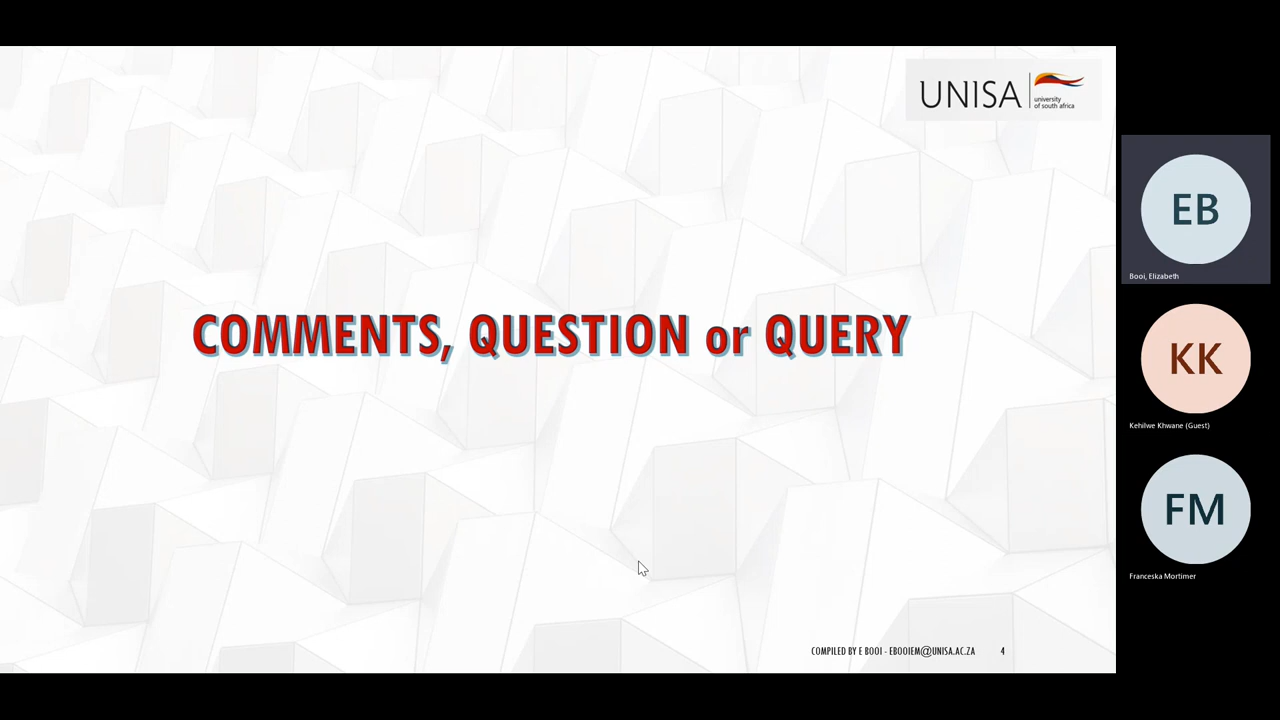 UNISA
university
of south africa
COMMENTS, QUESTION or QUERY
COMPILED BY E BOOI - EBOOIEM@UNISA.AC.ZA 4
EB
Booi, Elizabeth
KK
Kehilwe Khwane (Guest)
FM
Franceska Mortimer